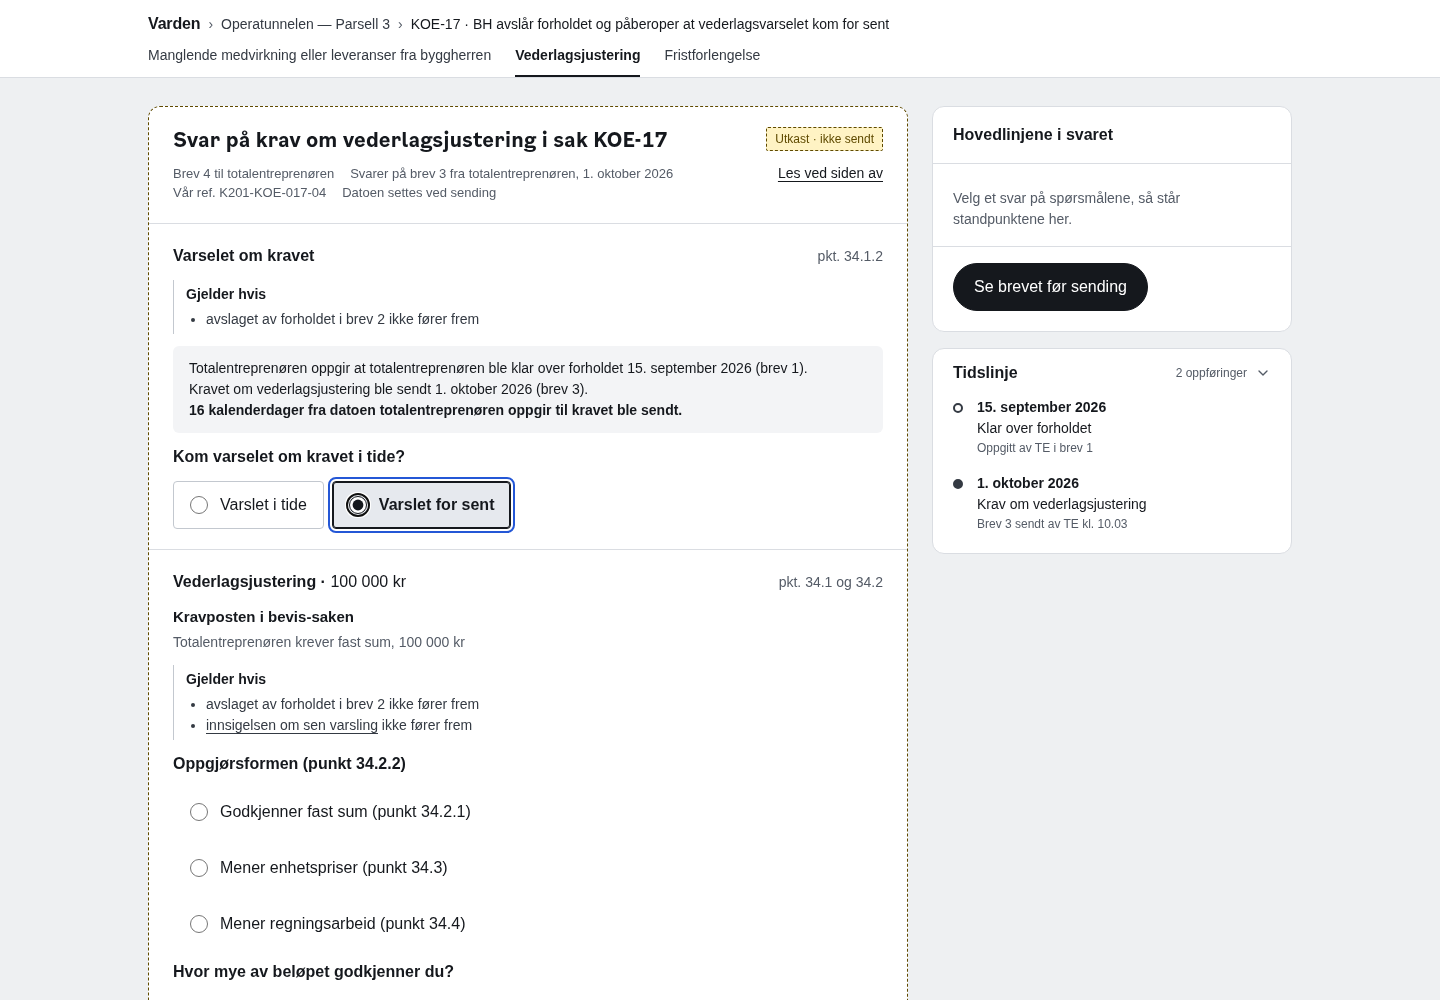 Varden › Operatunnelen — Parsell 3 › KOE-17 · BH avslår forholdet og påberoper at vederlagsvarselet kom for sent
Manglende medvirkning eller leveranser fra byggherren Vederlagsjustering Fristforlengelse
Svar på krav om vederlagsjustering i sak KOE-17
Utkast · ikke sendt
Brev 4 til totalentreprenøren Svarer på brev 3 fra totalentreprenøren, 1. oktober 2026
Les ved siden av
Vår ref. K201-KOE-017-04 Datoen settes ved sending
Varselet om kravet
pkt. 34.1.2
Gjelder hvis
• avslaget av forholdet i brev 2 ikke fører frem
Totalentreprenøren oppgir at totalentreprenøren ble klar over forholdet 15. september 2026 (brev 1).
Kravet om vederlagsjustering ble sendt 1. oktober 2026 (brev 3).
16 kalenderdager fra datoen totalentreprenøren oppgir til kravet ble sendt.
Kom varselet om kravet i tide?
Varslet i tide
Varslet for sent
Vederlagsjustering · 100 000 kr
pkt. 34.1 og 34.2
Kravposten i bevis-saken
Totalentreprenøren krever fast sum, 100 000 kr
Gjelder hvis
• avslaget av forholdet i brev 2 ikke fører frem
• innsigelsen om sen varsling ikke fører frem
Oppgjørsformen (punkt 34.2.2)
Godkjenner fast sum (punkt 34.2.1)
Mener enhetspriser (punkt 34.3)
Mener regningsarbeid (punkt 34.4)
Hvor mye av beløpet godkjenner du?
Hovedlinjene i svaret
Velg et svar på spørsmålene, så står
standpunktene her.
Se brevet før sending
Tidslinje
2 oppføringer
15. september 2026
Klar over forholdet
Oppgitt av TE i brev 1
1. oktober 2026
Krav om vederlagsjustering
Brev 3 sendt av TE kl. 10.03